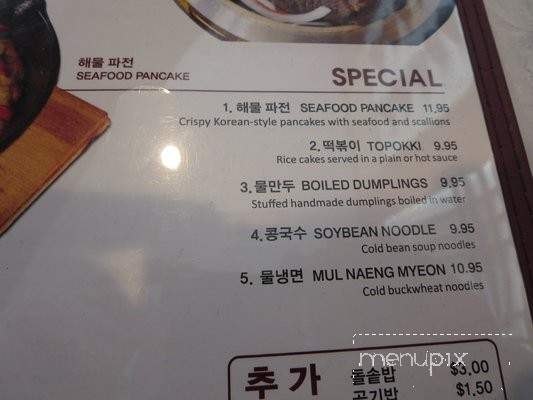 해물 파전
SEAFOOD PANCAKE
SPECIAL
1. 해물 파전 SEAFOOD PANCAKE 11.95
Crispy Korean-style pancakes with seafood and scallions
2. 떡볶이 TOPOKKI 9.95
Rice cakes served in a plain or hot sauce
3. 물만두 BOILED DUMPLINGS 9.95
Stuffed handmade dumplings boiled in water
4. 콩국수 SOYBEAN NOODLE 9.95
Cold bean soup noodles
5. 물냉면 MUL NAENG MYEON 10.95
Cold buckwheat noodles
menupix
추 가
돌솥밥 $3.00
공기밥 $1.50